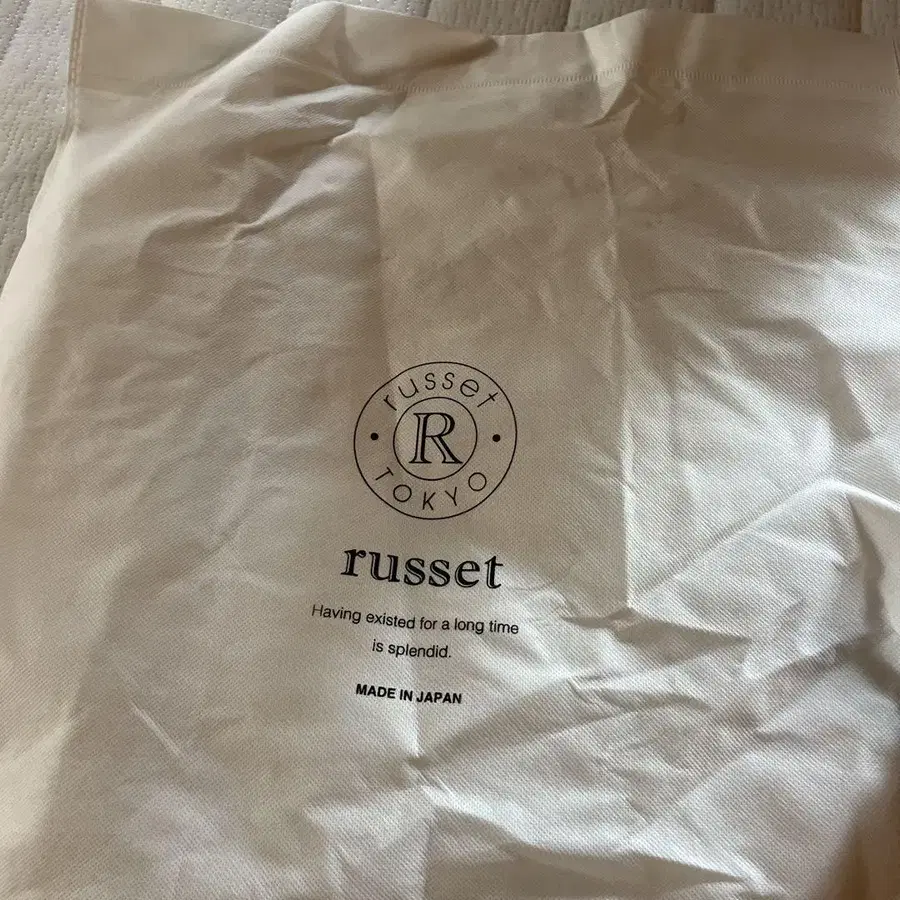 russet
R
TOKYO
russet
Having existed for a long time
is splendid.
MADE IN JAPAN